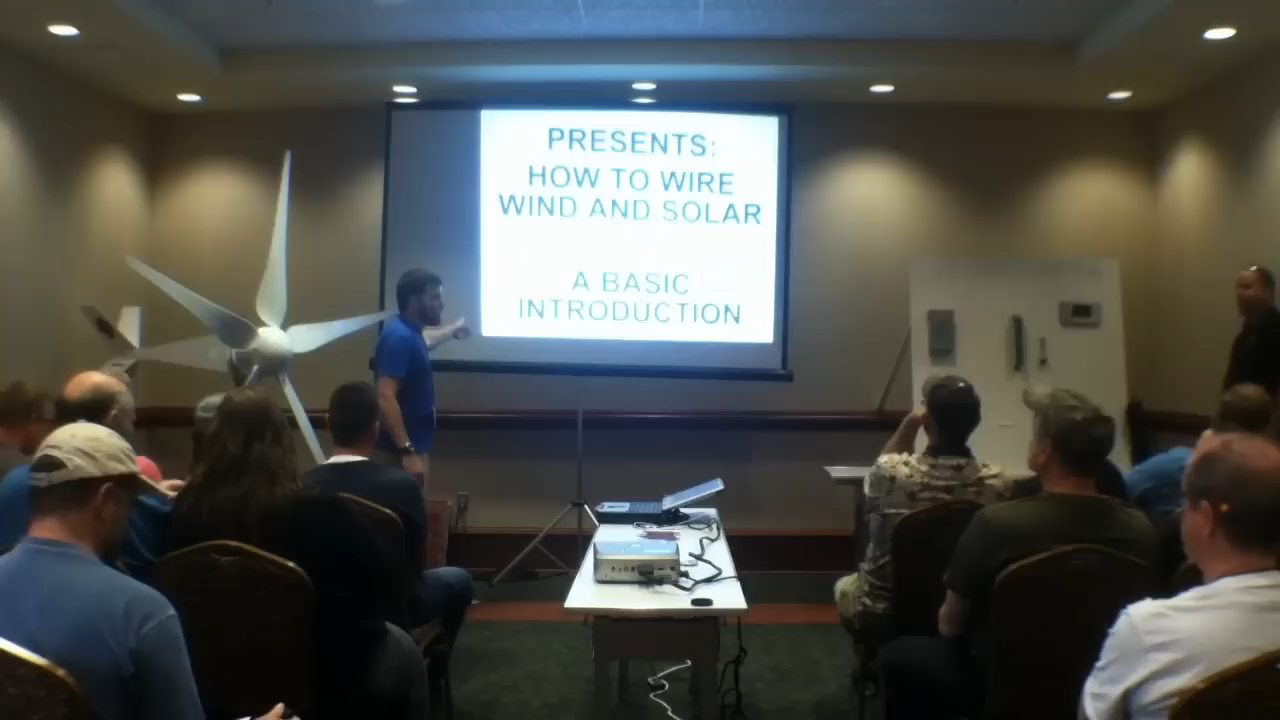 PRESENTS:
HOW TO WIRE
WIND AND SOLAR
A BASIC
INTRODUCTION